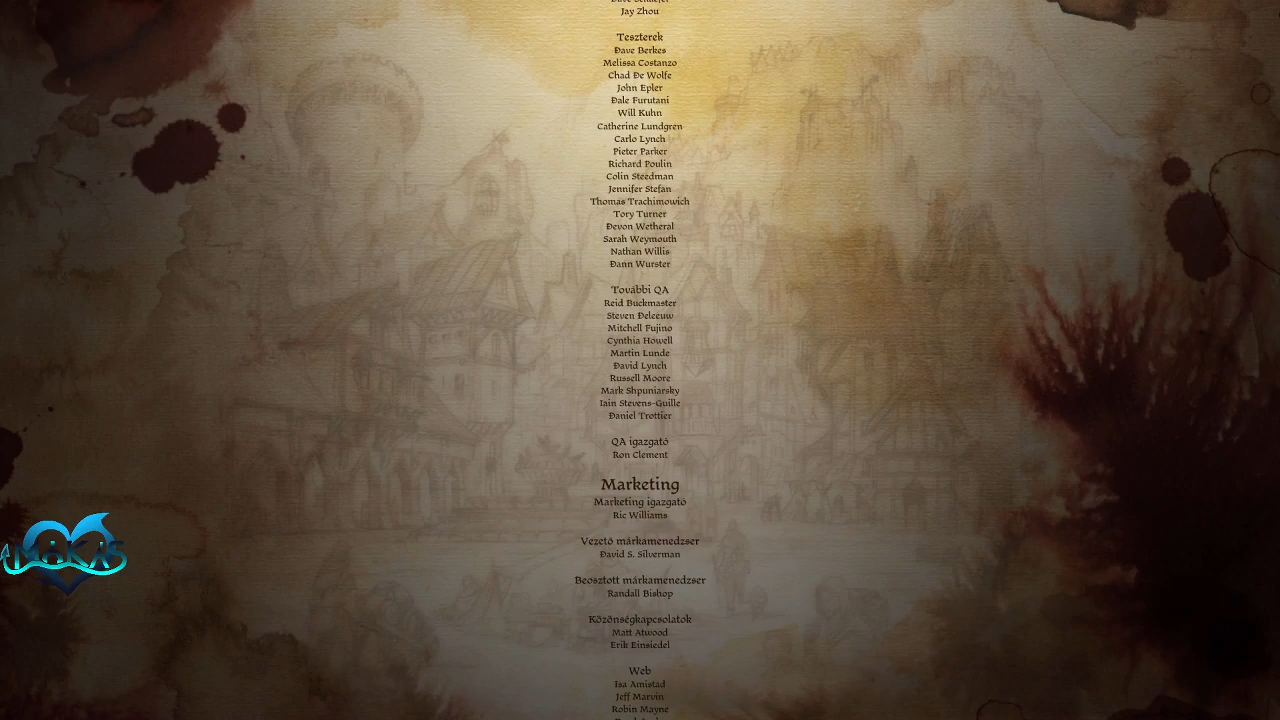 Jay Zhou
Teszterek
Dave Berkes
Melissa Costanzo
Chad De Wolfe
John Epler
Dale Furutani
Will Kuhn
Catherine Lundgren
Carlo Lynch
Pieter Parker
Richard Poulin
Colin Steedman
Jennifer Stefan
Thomas Trachimowich
Tory Turner
Devon Wetheral
Sarah Weymouth
Nathan Willis
Dann Wurster
További QA
Reid Buckmaster
Steven Deleeuw
Mitchell Fujino
Cynthia Howell
Martin Lunde
David Lynch
Russell Moore
Mark Shpuniarsky
Iain Stevens-Guille
Daniel Trottier
QA igazgató
Ron Clement
Marketing
Marketing igazgató
Ric Williams
Vezető márkamenedzser
David S. Silverman
Beosztott márkamenedzser
Randall Bishop
Közönségkapcsolatok
Matt Atwood
Erik Einsiedel
Web
Isa Amistad
Jeff Marvin
Robin Mayne